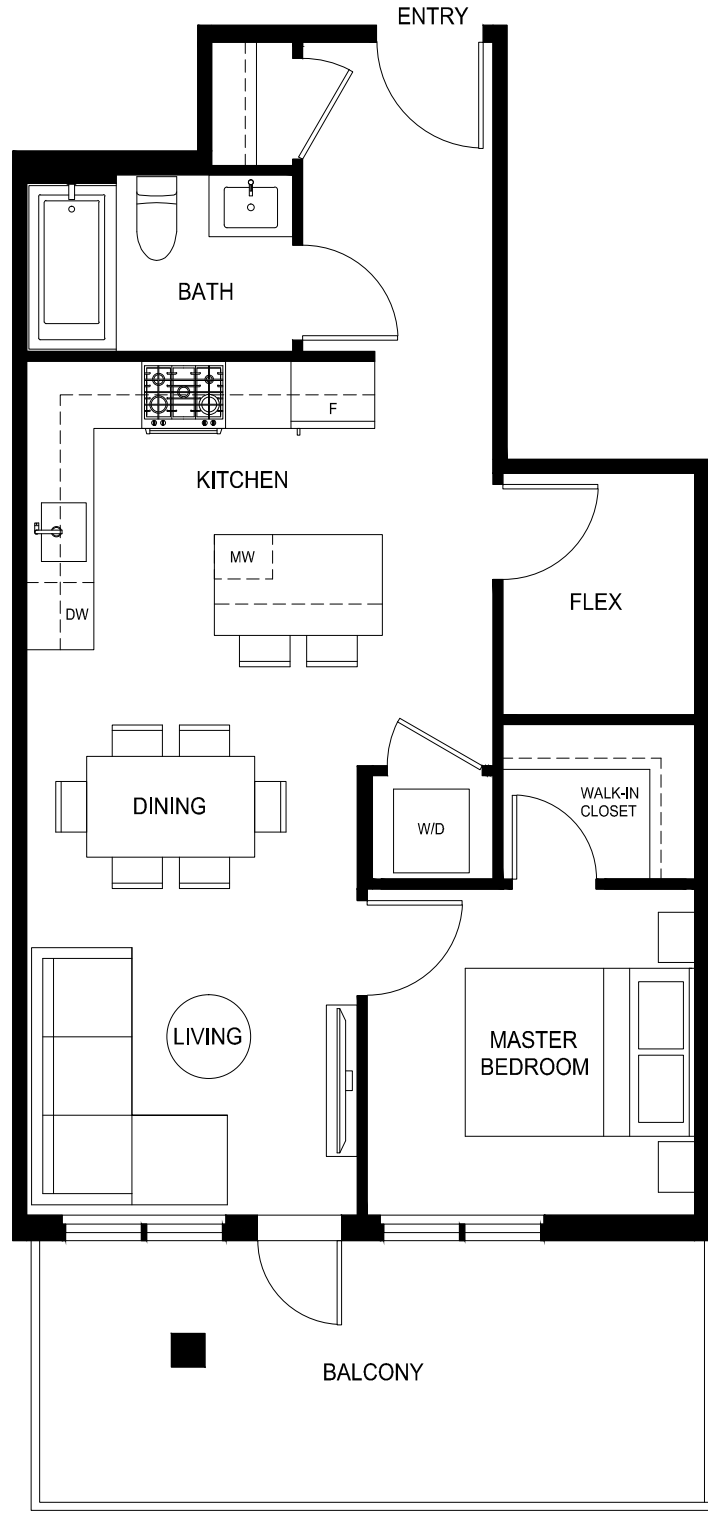 ENTRY
BATH
F
KITCHEN
MW
DW
FLEX
DINING
W/D
WALK-IN
CLOSET
LIVING
MASTER
BEDROOM
BALCONY